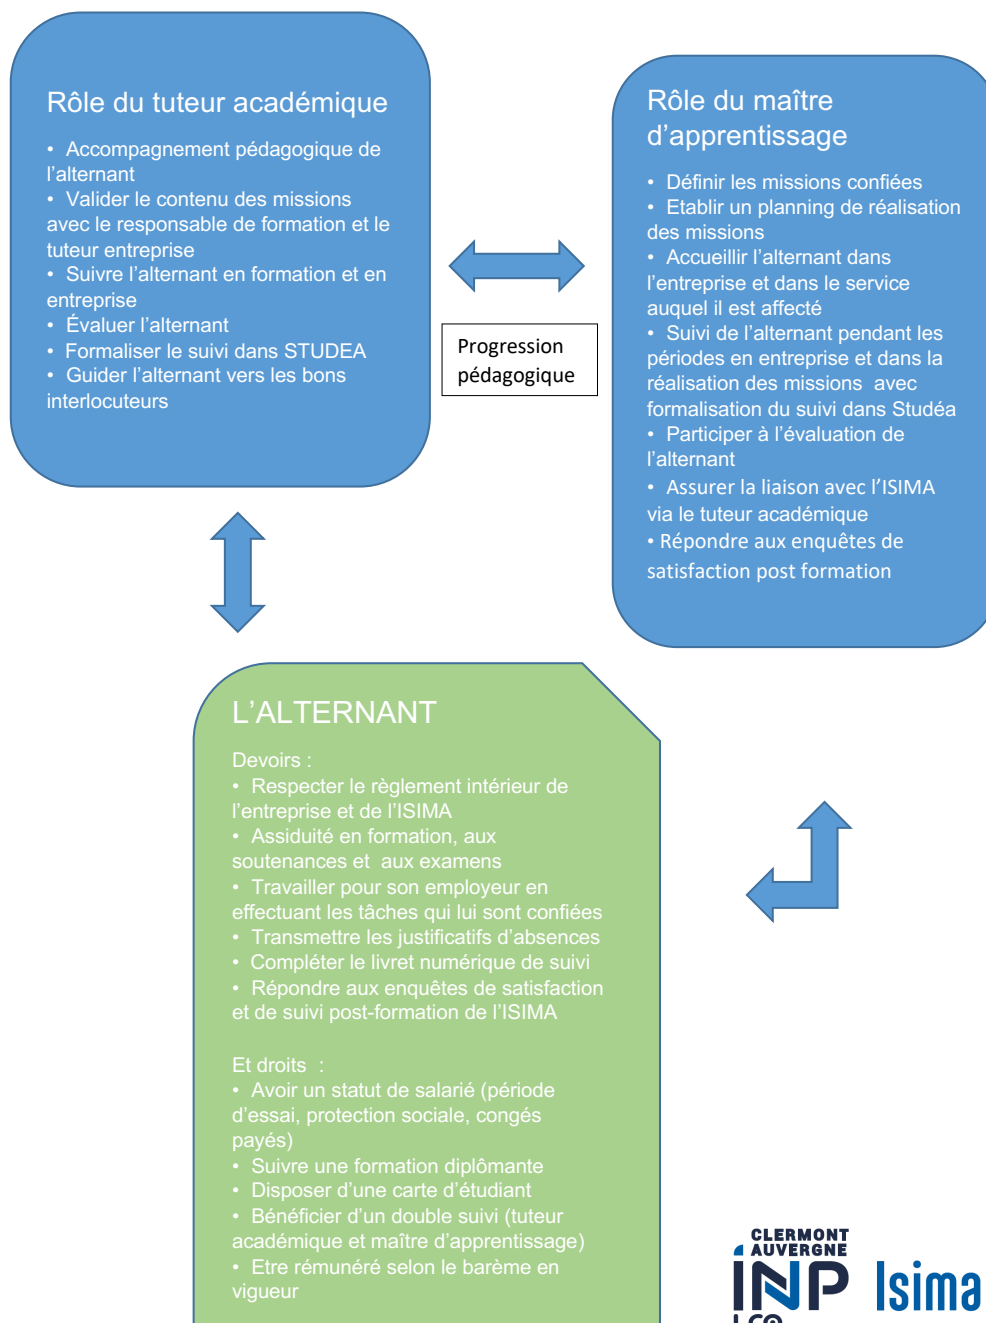 Rôle du tuteur académique
• Accompagnement pédagogique de
l'alternant
• Valider le contenu des missions
avec le responsable de formation et le
tuteur entreprise
• Suivre l'alternant en formation et en
entreprise
• Évaluer l'alternant
• Formaliser le suivi dans STUDEA
• Guider l'alternant vers les bons
interlocuteurs
Progression
pédagogique
Rôle du maître
d'apprentissage
• Définir les missions confiées
• Etablir un planning de réalisation
des missions
• Accueillir l'alternant dans
l'entreprise et dans le service
auquel il est affecté
• Suivi de l'alternant pendant les
périodes en entreprise et dans la
réalisation des missions  avec
formalisation du suivi dans Studéa
• Participer à l'évaluation de
l'alternant
• Assurer la liaison avec l'ISIMA
via le tuteur académique
• Répondre aux enquêtes de
satisfaction post formation
L'ALTERNANT
Devoirs :
• Respecter le règlement intérieur de
l'entreprise et de l'ISIMA
• Assiduité en formation, aux
soutenances et  aux examens
• Travailler pour son employeur en
effectuant les tâches qui lui sont confiées
• Transmettre les justificatifs d'absences
• Compléter le livret numérique de suivi
• Répondre aux enquêtes de satisfaction
et de suivi post-formation de l'ISIMA
Et droits  :
• Avoir un statut de salarié (période
d'essai, protection sociale, congés
payés)
• Suivre une formation diplômante
• Disposer d'une carte d'étudiant
• Bénéficier d'un double suivi (tuteur
académique et maître d'apprentissage)
• Etre rémunéré selon le barème en
vigueur
CLERMONT
AUVERGNE
INP
Isima